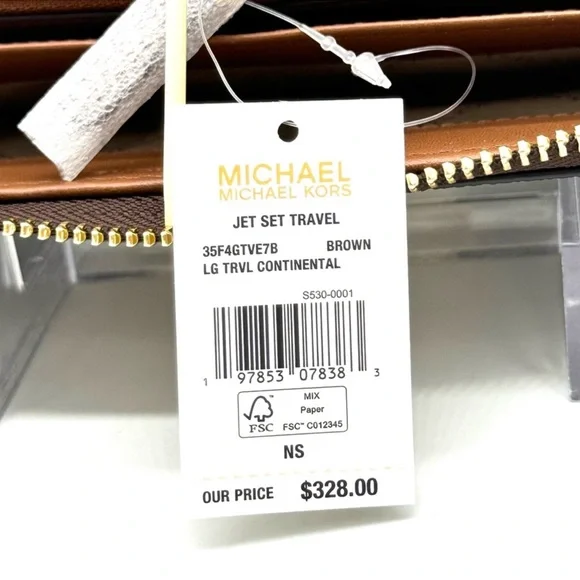 MICHAEL
MICHAEL KORS
JET SET TRAVEL
35F4GTVE7B BROWN
LG TRVL CONTINENTAL
S530-0001
1 97853 07838 3
FSC
MIX
Paper
FSC™ C012345
NS
OUR PRICE $328.00